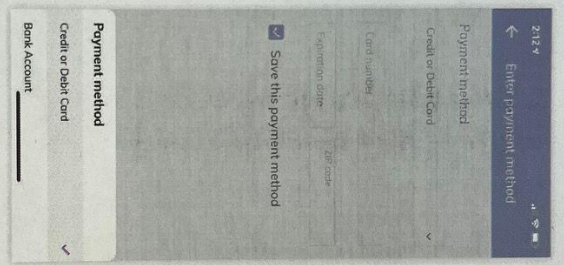 2:12
Enter payment method
Payment method
Credit or Debit Card
Card number
Expiration date
ZIP code
Save this payment method
Payment method
Credit or Debit Card
Bank Account